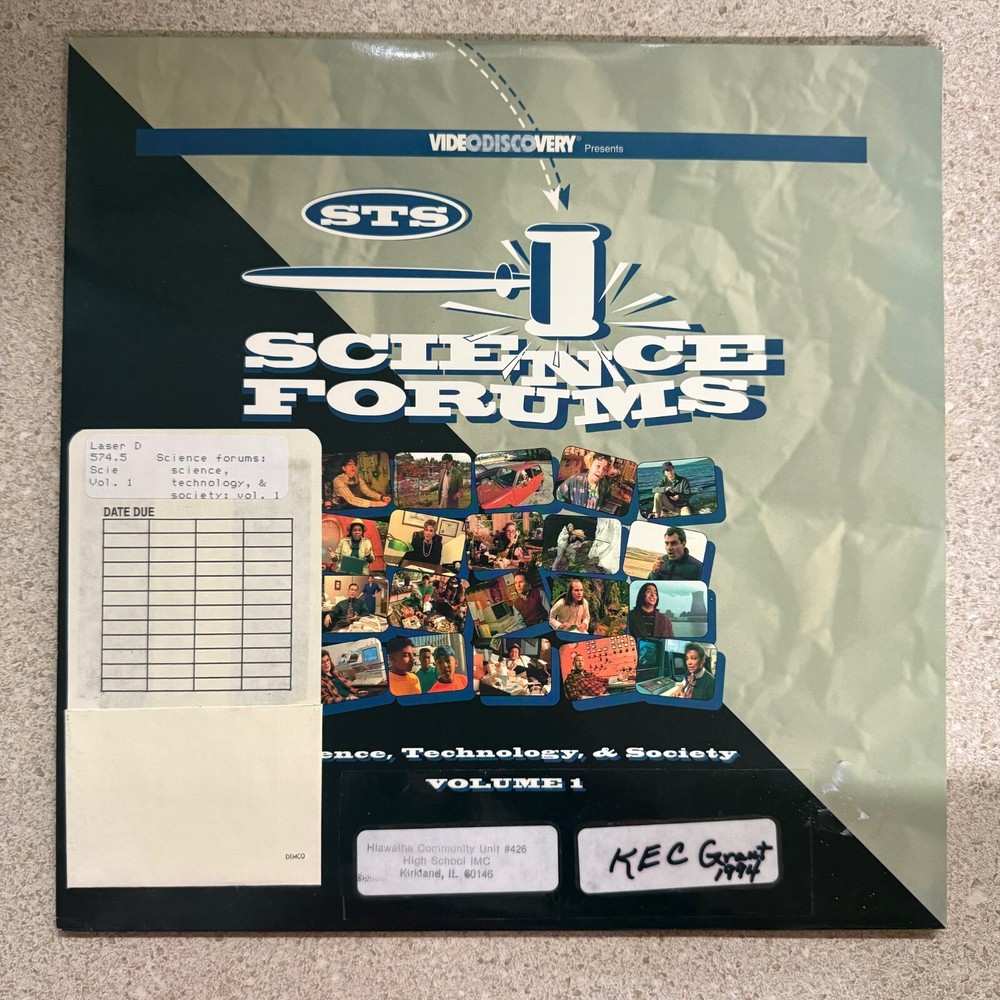 VIDEODISCOVERY® Presents
STS
SCIENCE
FORUMS
Laser D
574.5 Science forums:
Scie science,
Vol. 1 technology, &
society: vol. 1
DATE DUE
ence, Technology, & Society
VOLUME 1
DEMCO
Hiawatha Community Unit #426
High School IMC
Kirkland, IL 60146
KEC Grant
1994